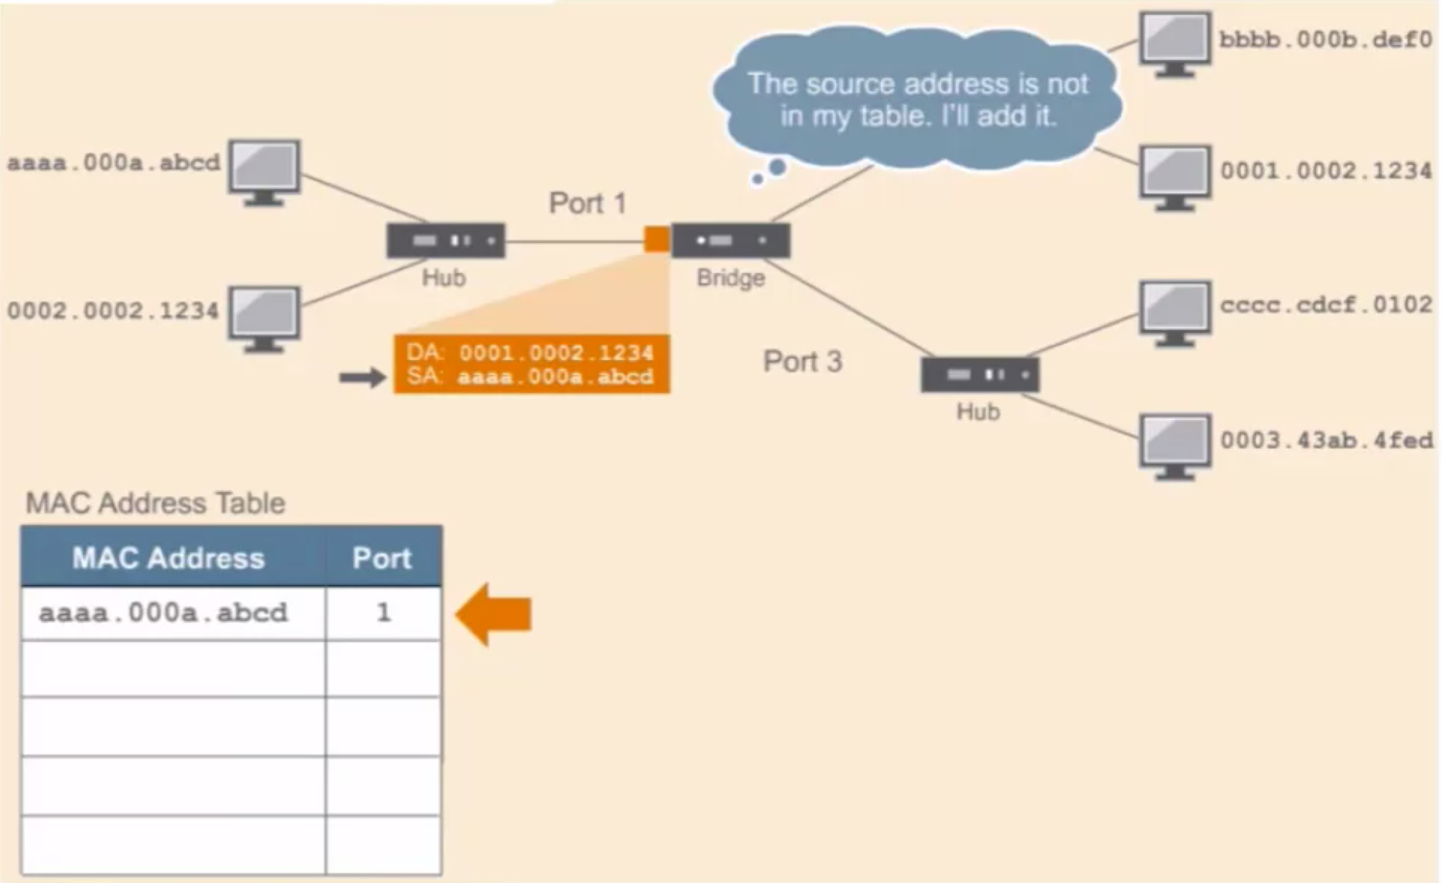 bbbb.000b.def0
The source address is not
in my table. I'll add it.
aaaa.000a.abcd
0001.0002.1234
Port 1
Hub
Bridge
0002.0002.1234
cccc.cdcf.0102
DA: 0001.0002.1234
SA: aaaa.000a.abcd
Port 3
Hub
0003.43ab.4fed
MAC Address Table
MAC Address Port
aaaa.000a.abcd 1